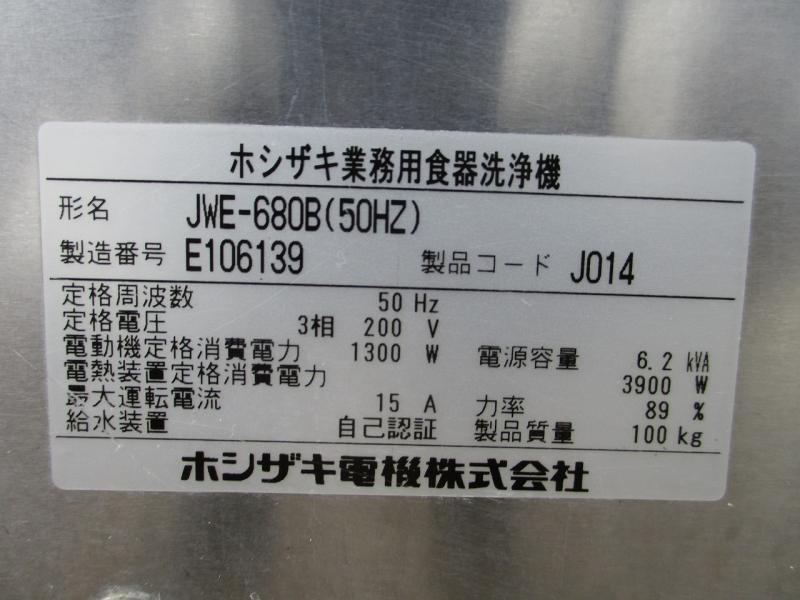 ホシザキ業務用食器洗浄機
形名 JWE-680B(50HZ)
製造番号 E106139 製品コード J014
定格周波数 50 Hz
定格電圧 3相 200 V
電動機定格消費電力 1300 W 電源容量 6.2 kVA
電熱装置定格消費電力 3900 W
最大運転電流 15 A 力率 89 %
給水装置 自己認証 製品質量 100 kg
ホシザキ電機株式会社